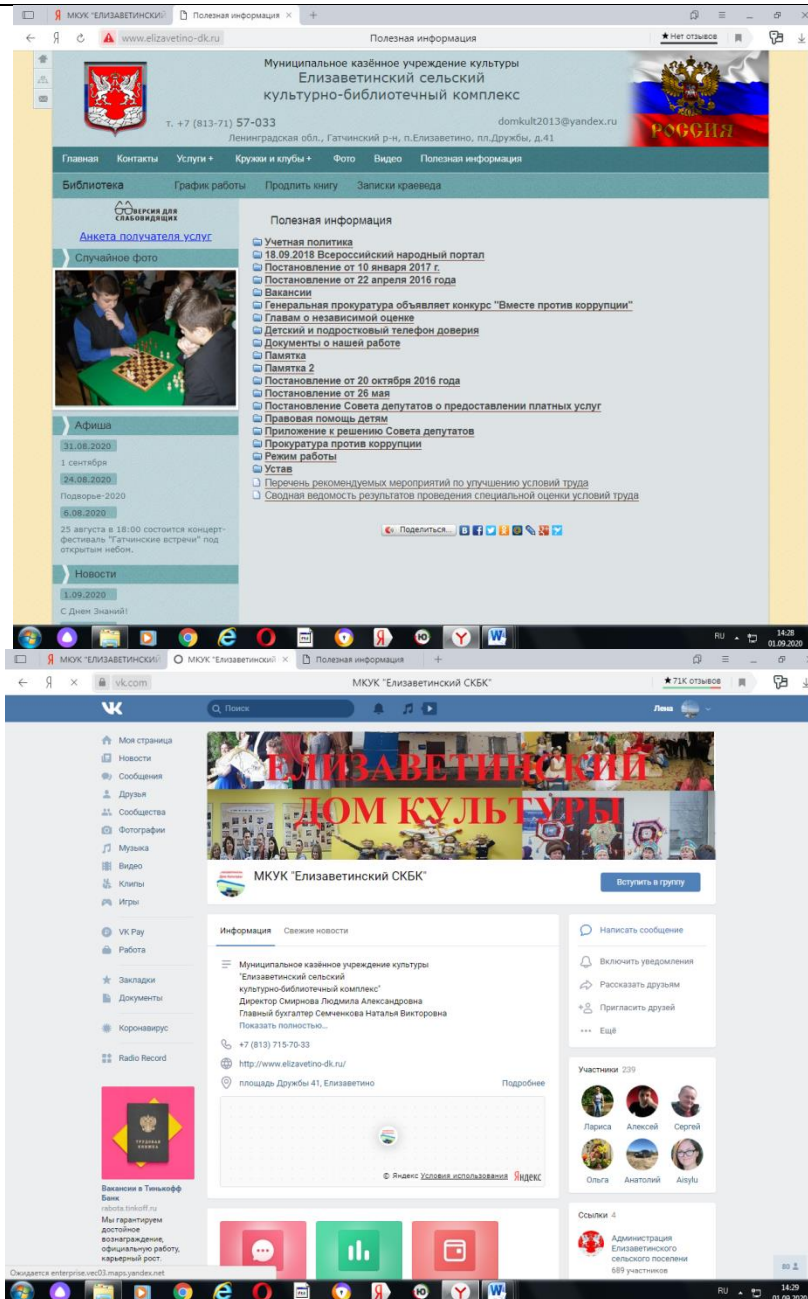 МКУК "ЕЛИЗАВЕТИНСКИЙ
Полезная информация
www.elizavetino-dk.ru
Полезная информация
Нет отзывов
Муниципальное казённое учреждение культуры
Елизаветинский сельский
культурно-библиотечный комплекс
т. +7 (813-71) 57-033
domkult2013@yandex.ru
Ленинградская обл., Гатчинский р-н, п.Елизаветино, пл.Дружбы, д.41
РОССИЯ
Главная Контакты Услуги + Кружки и клубы + Фото Видео Полезная информация
Библиотека График работы Продлить книгу Записки краеведа
ВЕРСИЯ ДЛЯ
СЛАБОВИДЯЩИХ
Анкета получателя услуг
Случайное фото
Афиша
31.08.2020
1 сентября
24.08.2020
Подворье-2020
6.08.2020
25 августа в 18:00 состоится концерт-
фестиваль "Гатчинские встречи" под
открытым небом.
Новости
1.09.2020
С Днем Знаний!
Полезная информация
Учетная политика
18.09.2018 Всероссийский народный портал
Постановление от 10 января 2017 г.
Постановление от 22 апреля 2016 года
Вакансии
Генеральная прокуратура объявляет конкурс "Вместе против коррупции"
Главам о независимой оценке
Детский и подростковый телефон доверия
Документы о нашей работе
Памятка
Памятка 2
Постановление от 20 октября 2016 года
Постановление от 26 мая
Постановление Совета депутатов о предоставлении платных услуг
Правовая помощь детям
Приложение к решению Совета депутатов
Прокуратура против коррупции
Режим работы
Устав
Перечень рекомендуемых мероприятий по улучшению условий труда
Сводная ведомость результатов проведения специальной оценки условий труда
Поделиться...
RU
14:28
01.09.2020
МКУК "ЕЛИЗАВЕТИНСКИЙ
МКУК "Елизаветинский
Полезная информация
vk.com
МКУК "Елизаветинский СКБК"
71K отзывов
Поиск
Лена
Моя страница
Новости
Сообщения
Друзья
Сообщества
Фотографии
Музыка
Видео
Клипы
Игры
VK Pay
Работа
Закладки
Документы
Коронавирус
Radio Record
ТРУДОВАЯ
КНИЖКА
Вакансии в Тинькофф
Банк
rabota.tinkoff.ru
Мы гарантируем
достойное
вознаграждение,
официальную работу,
карьерный рост.
ЕЛИЗАВЕТИНСКИЙ
ДОМ КУЛЬТУРЫ
МКУК "Елизаветинский СКБК"
Вступить в группу
Информация Свежие новости
Муниципальное казённое учреждение культуры
"Елизаветинский сельский
культурно-библиотечный комплекс"
Директор Смирнова Людмила Александровна
Главный бухгалтер Семченкова Наталья Викторовна
Показать полностью...
+7 (813) 715-70-33
http://www.elizavetino-dk.ru/
площадь Дружбы 41, Елизаветино
Подробнее
© Яндекс Условия использования Яндекс
Написать сообщение
Включить уведомления
Рассказать друзьям
Пригласить друзей
Ещё
Участники 239
Лариса Алексей Сергей
Ольга Анатолий Aisylu
Ссылки 4
Администрация
Елизаветинского
сельского поселени
689 участников
Ожидается enterprise.vec03.maps.yandex.net
RU
14:29
01.09.2020